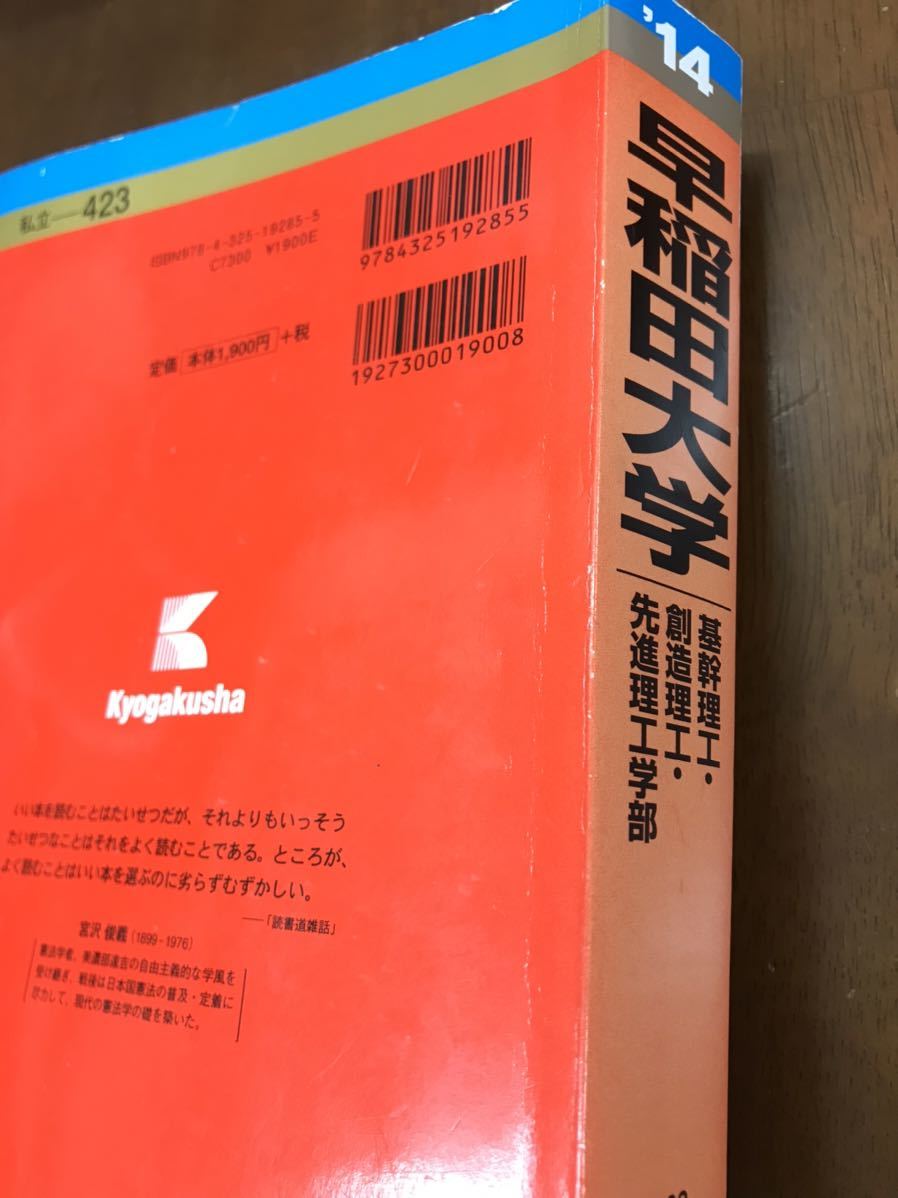 '14
早稲田大学
基幹理工・
創造理工・
先進理工学部
私立—423
ISBN978-4-325-19285-5
C7300 ¥1900E
9784325192855
定価 本体1,900円 +税
1927300019008
Kyogakusha
いい本を読むことはたいせつだが、それよりもいっそう
たいせつなことはそれをよく読むことである。ところが、
よく読むことはいい本を選ぶのに劣らずむずかしい。
——「読書道雑話」
宮沢 俊義 (1899-1976)
憲法学者。美濃部達吉の自由主義的な学風を
受け継ぎ、戦後は日本国憲法の普及・定着に
尽力して、現代の憲法学の礎を築いた。